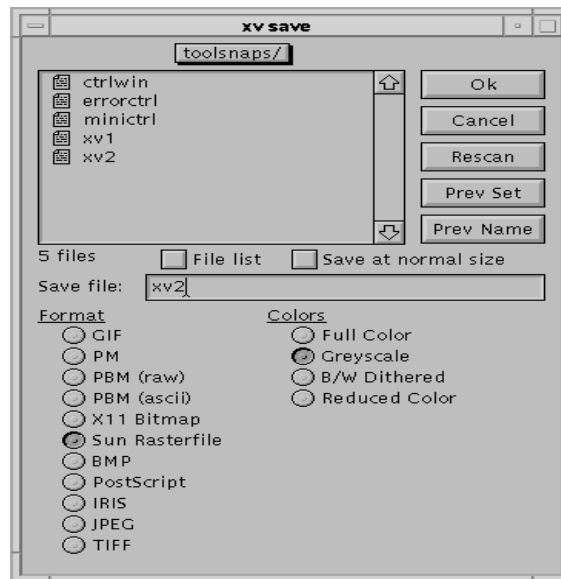 xv save
toolsnaps/
ctrlwin
errorctrl
minictrl
xv1
xv2
Ok
Cancel
Rescan
Prev Set
Prev Name
5 files
File list
Save at normal size
Save file: xv2
Format
GIF
PM
PBM (raw)
PBM (ascii)
X11 Bitmap
Sun Rasterfile
BMP
PostScript
IRIS
JPEG
TIFF
Colors
Full Color
Greyscale
B/W Dithered
Reduced Color